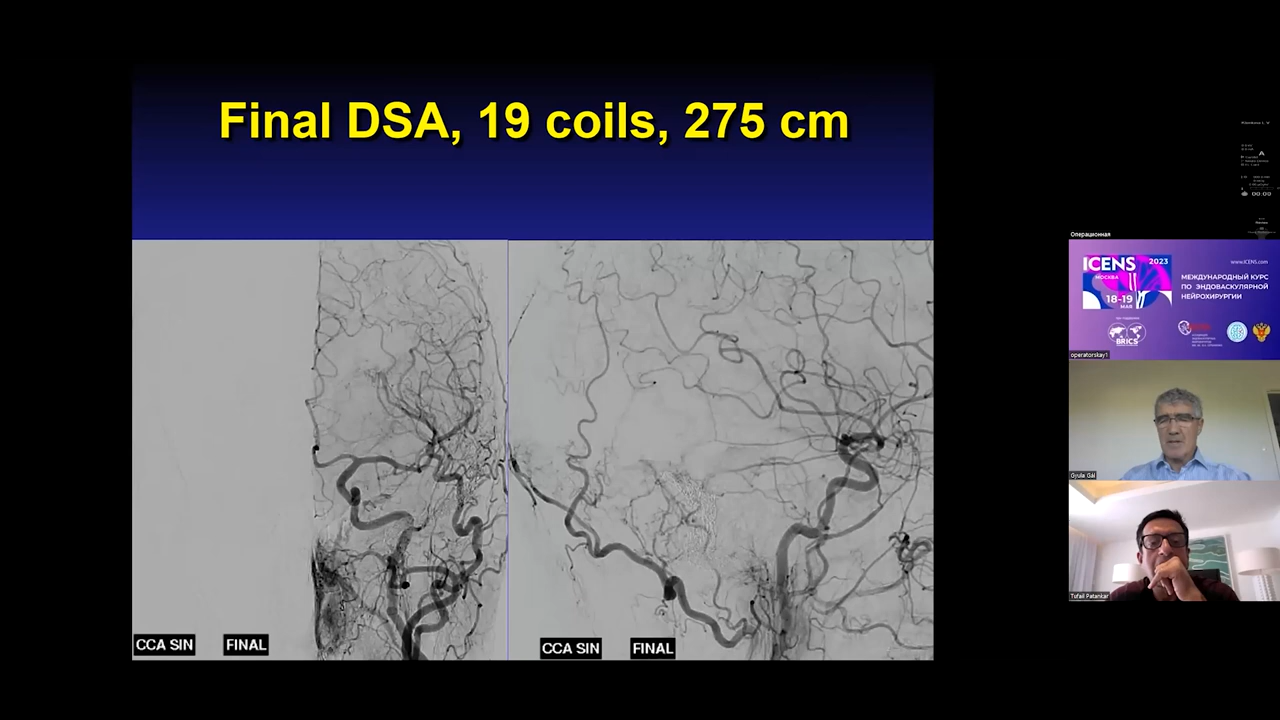 Final DSA, 19 coils, 275 cm
CCA SIN
FINAL
CCA SIN
FINAL
Операционная
ICENS
2023
МОСКВА
18-19
МАЯ
www.ICENS.com
МЕЖДУНАРОДНЫЙ КУРС
ПО ЭНДОВАСКУЛЯРНОЙ
НЕЙРОХИРУРГИИ
BRICS
operatorskay1
Gyula Gál
Tufail Patankar